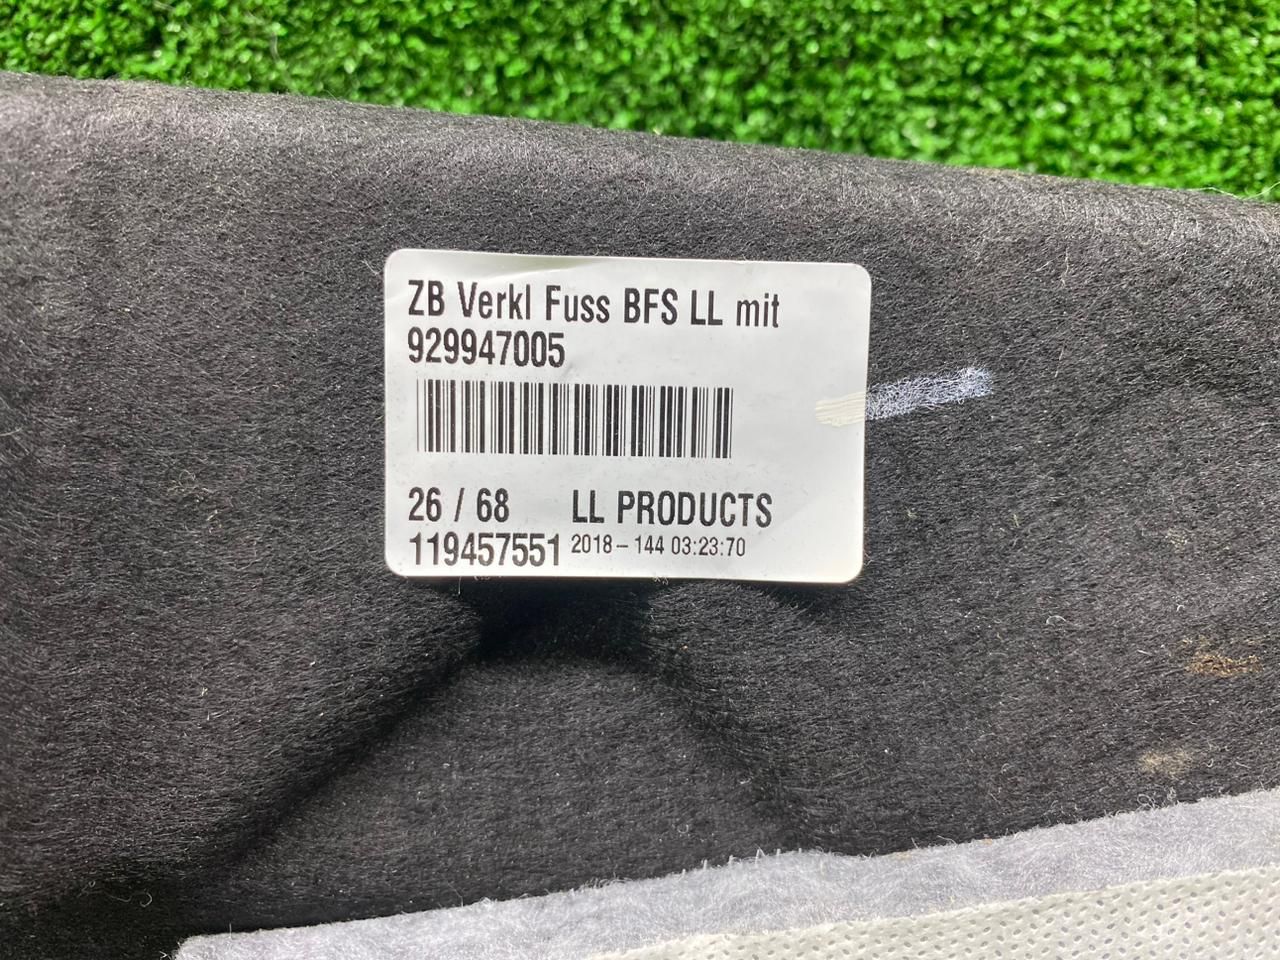 ZB Verkl Fuss BFS LL mit
929947005
26 / 68 LL PRODUCTS
119457551 2018 – 144 03:23:70